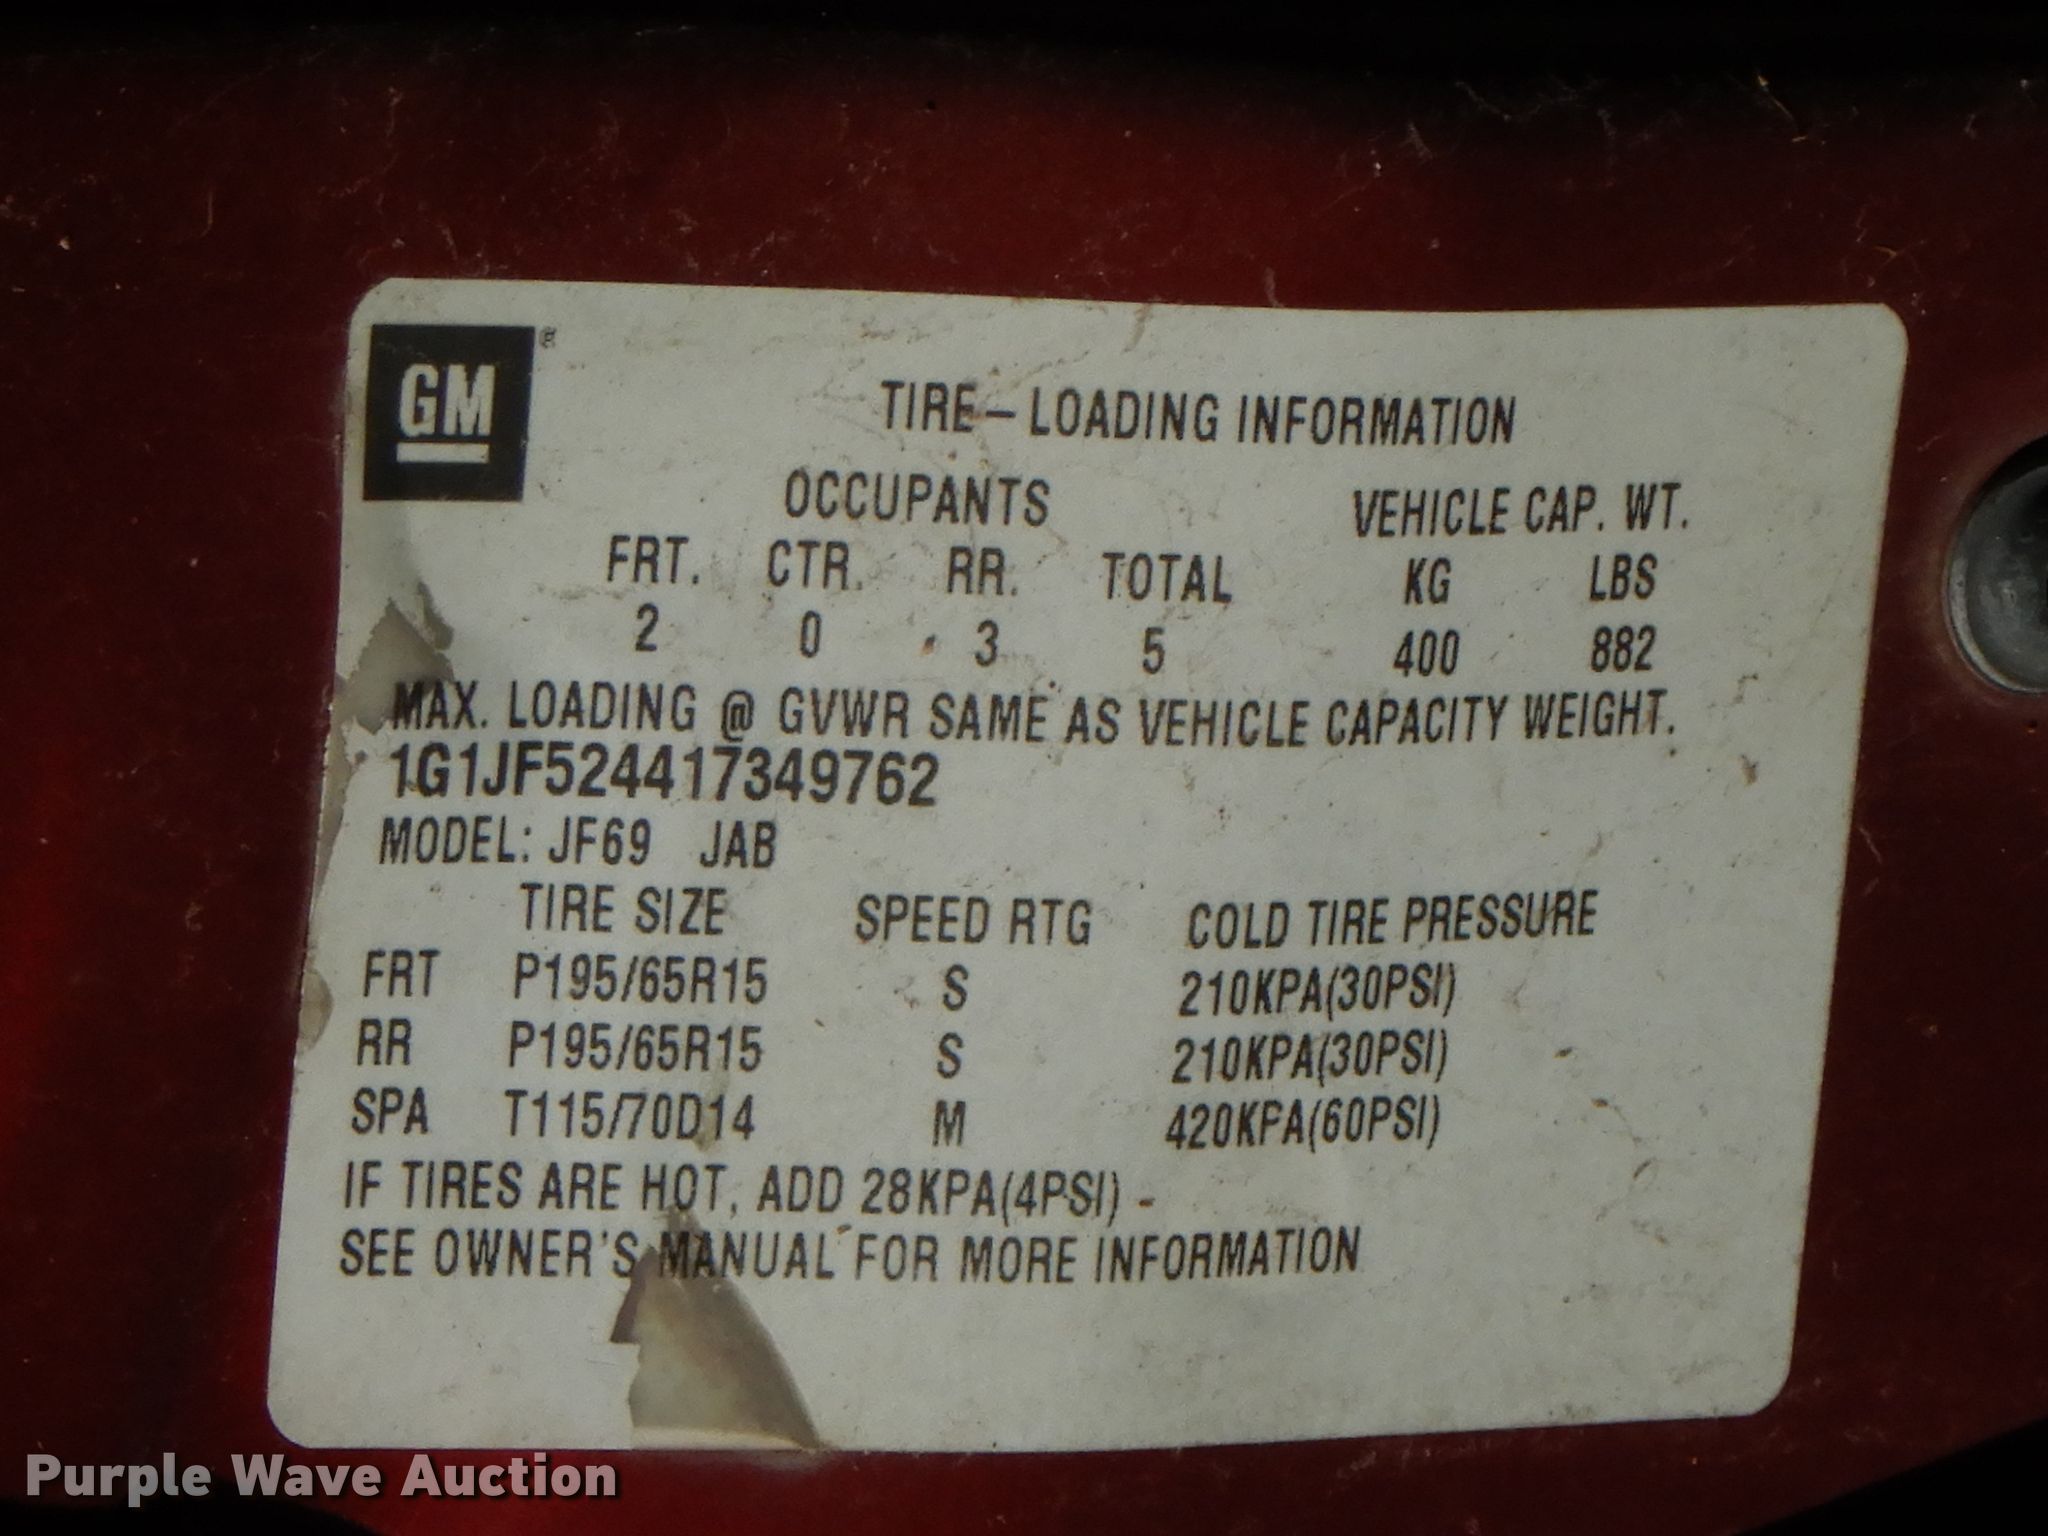 GM®
TIRE – LOADING INFORMATION
OCCUPANTS VEHICLE CAP. WT.
FRT. CTR. RR. TOTAL KG LBS
2 0 3 5 400 882
MAX. LOADING @ GVWR SAME AS VEHICLE CAPACITY WEIGHT.
1G1JF524417349762
MODEL: JF69 JAB
TIRE SIZE SPEED RTG COLD TIRE PRESSURE
FRT P195/65R15 S 210KPA(30PSI)
RR P195/65R15 S 210KPA(30PSI)
SPA T115/70D14 M 420KPA(60PSI)
IF TIRES ARE HOT, ADD 28KPA(4PSI) -
SEE OWNER'S MANUAL FOR MORE INFORMATION
Purple Wave Auction